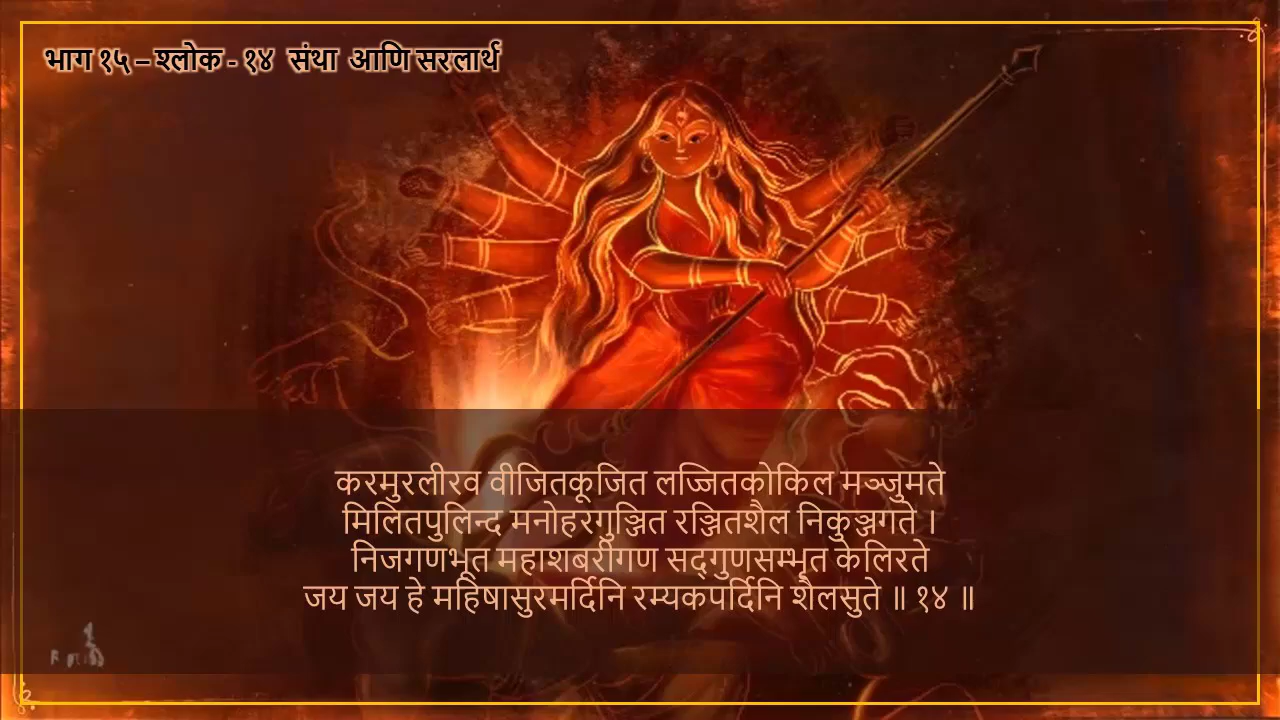 भाग १५ – श्लोक - १४ संथा आणि सरलार्थ
करमुरलीरव वीजितकूजित लज्जितकोकिल मञ्जुमते
मिलितपुलिन्द मनोहरगुञ्जित रञ्जितशैल निकुञ्जगते ।
निजगणभूत महाशबरीगण सद्गुणसम्भृत केलिरते
जय जय हे महिषासुरमर्दिनि रम्यकपर्दिनि शैलसुते ॥ १४ ॥